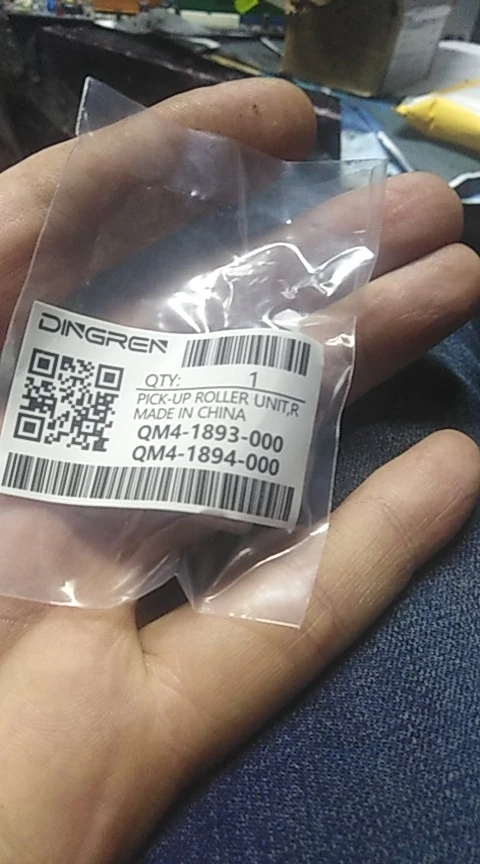 DINGREN
QTY: 1
PICK-UP ROLLER UNIT,R
MADE IN CHINA
QM4-1893-000
QM4-1894-000